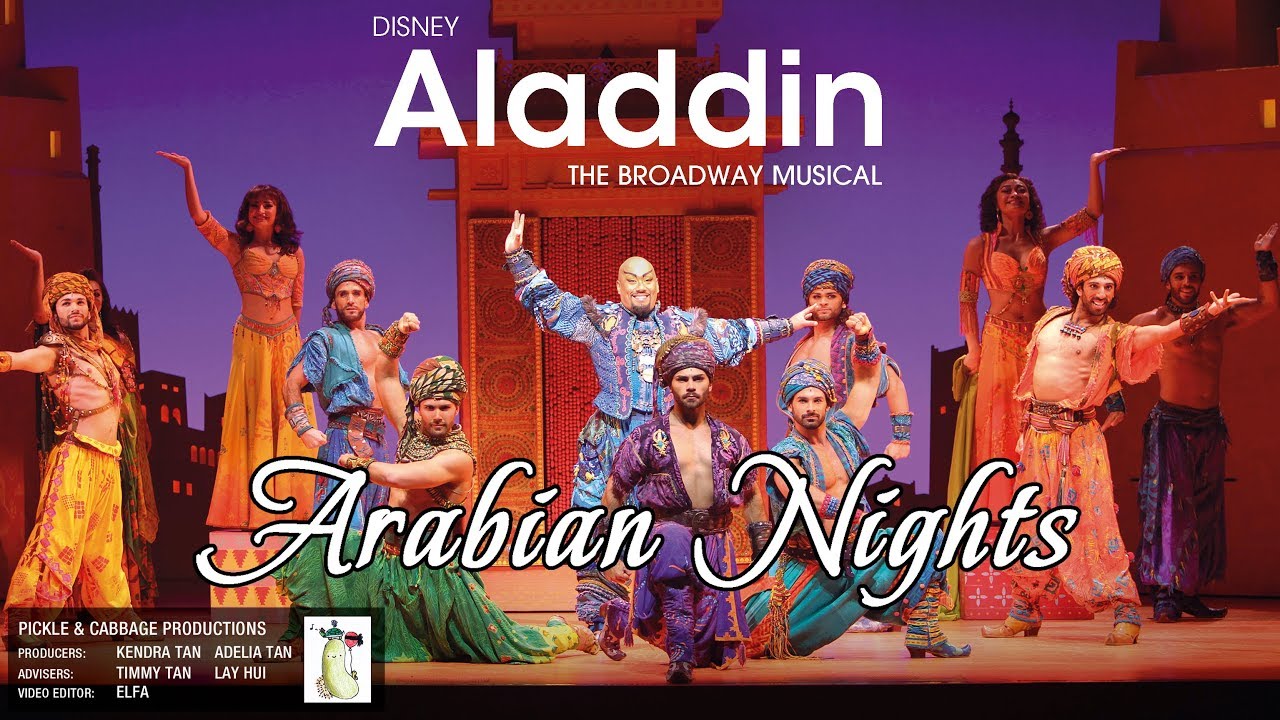 DISNEY
Aladdin
THE BROADWAY MUSICAL
Arabian Nights
PICKLE & CABBAGE PRODUCTIONS
PRODUCERS: KENDRA TAN ADELIA TAN
ADVISERS: TIMMY TAN LAY HUI
VIDEO EDITOR: ELFA